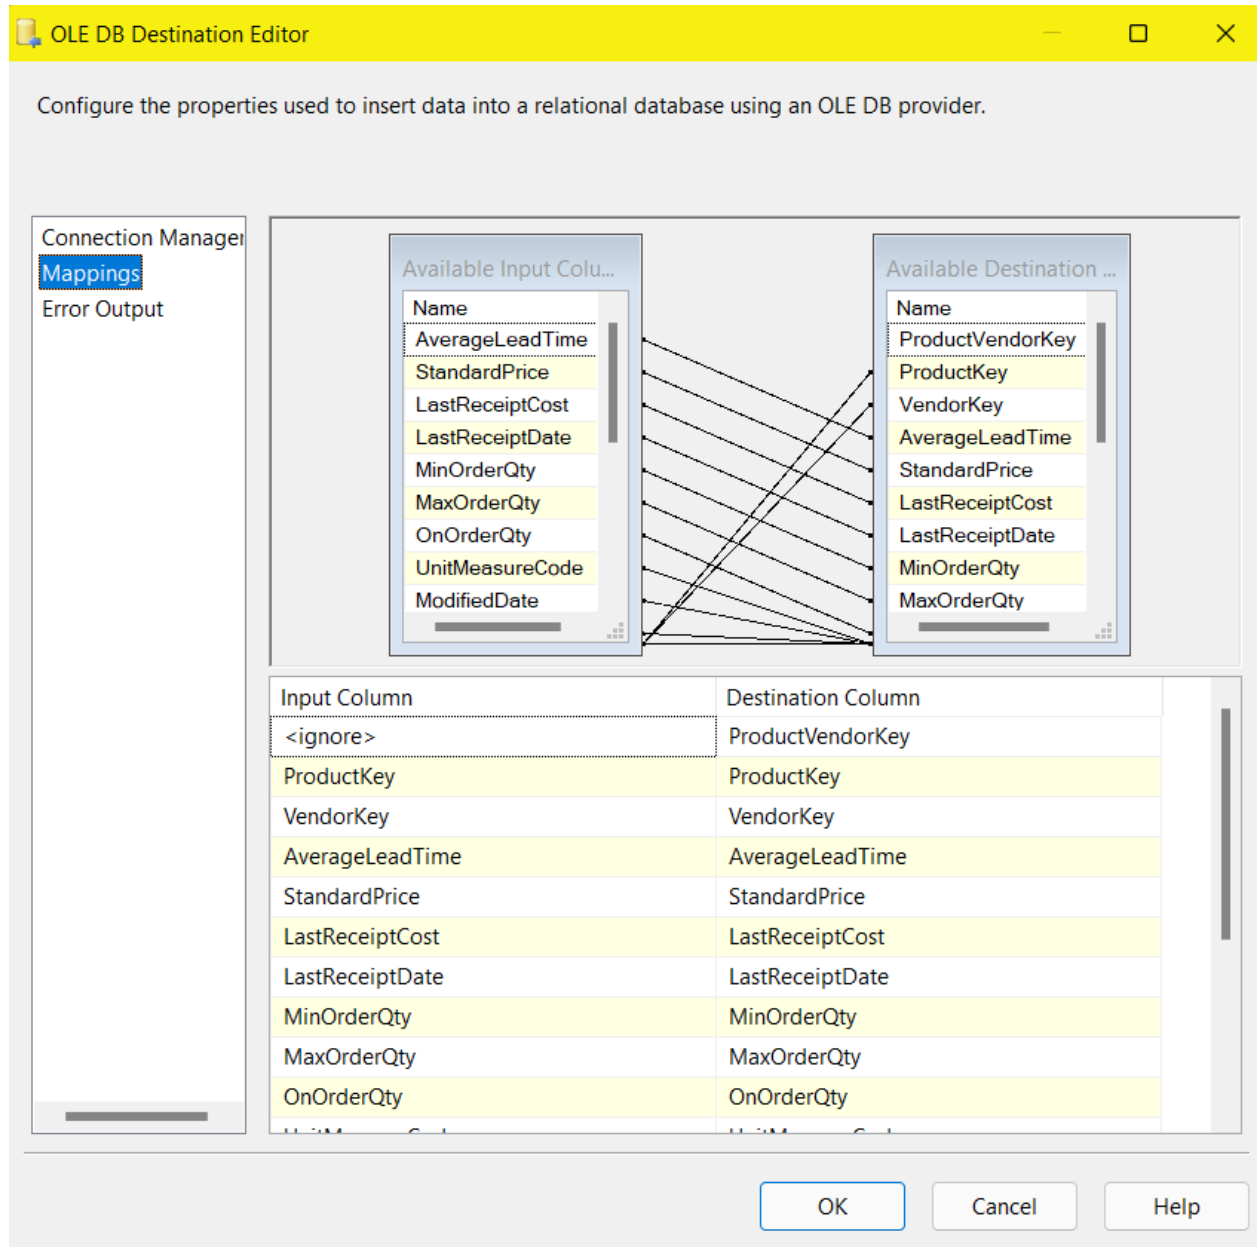 OLE DB Destination Editor
Configure the properties used to insert data into a relational database using an OLE DB provider.
Connection Manager
Mappings
Error Output
Available Input Colu...
Name
AverageLeadTime
StandardPrice
LastReceiptCost
LastReceiptDate
MinOrderQty
MaxOrderQty
OnOrderQty
UnitMeasureCode
ModifiedDate
Available Destination ...
Name
ProductVendorKey
ProductKey
VendorKey
AverageLeadTime
StandardPrice
LastReceiptCost
LastReceiptDate
MinOrderQty
MaxOrderQty
Input Column Destination Column
<ignore> ProductVendorKey
ProductKey ProductKey
VendorKey VendorKey
AverageLeadTime AverageLeadTime
StandardPrice StandardPrice
LastReceiptCost LastReceiptCost
LastReceiptDate LastReceiptDate
MinOrderQty MinOrderQty
MaxOrderQty MaxOrderQty
OnOrderQty OnOrderQty
OK Cancel Help